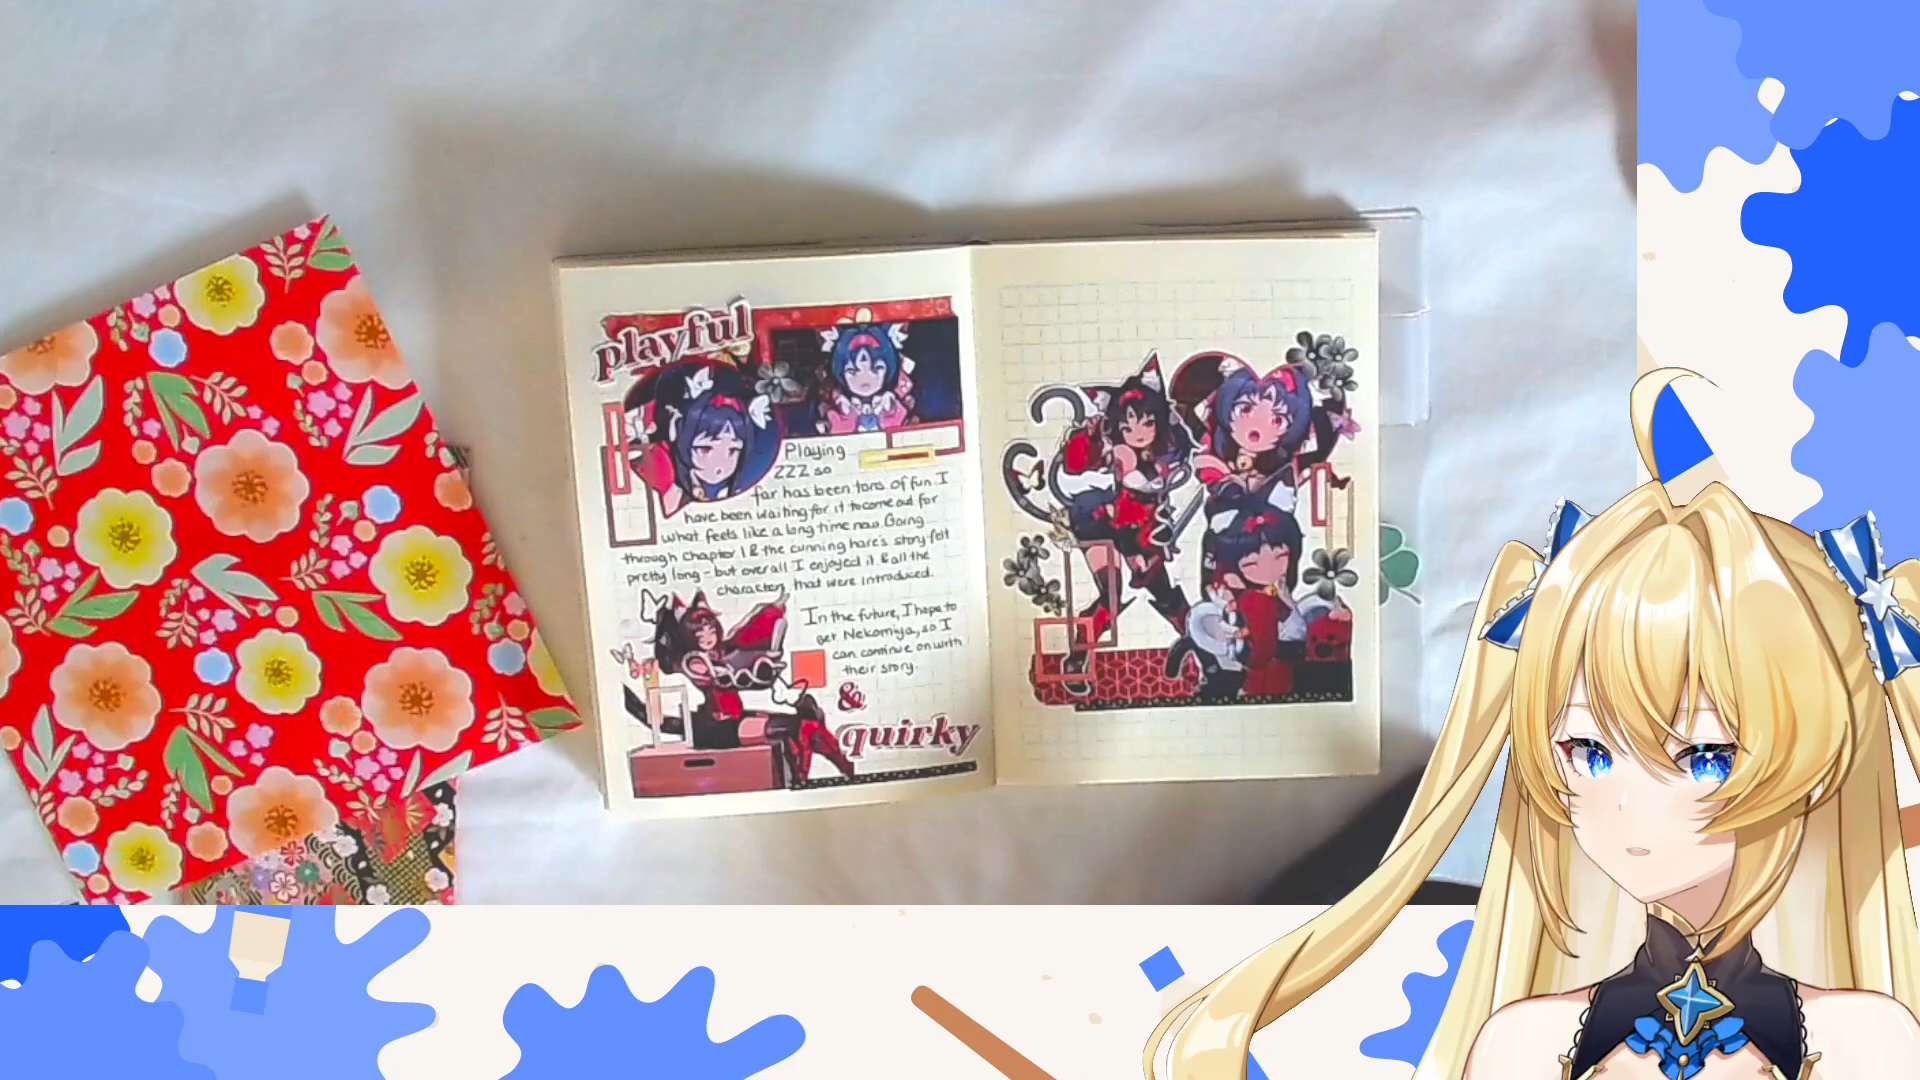 playful
Playing
ZZZ so
far has been tons of fun. I
have been waiting for it to come out for
what feels like a long time now. Going
through chapter 1 & the cunning hare's story felt
pretty long - but overall I enjoyed it & all the
characters that were introduced.
In the future, I hope to
get Nekomiya, so I
can continue on with
their story.
&
quirky